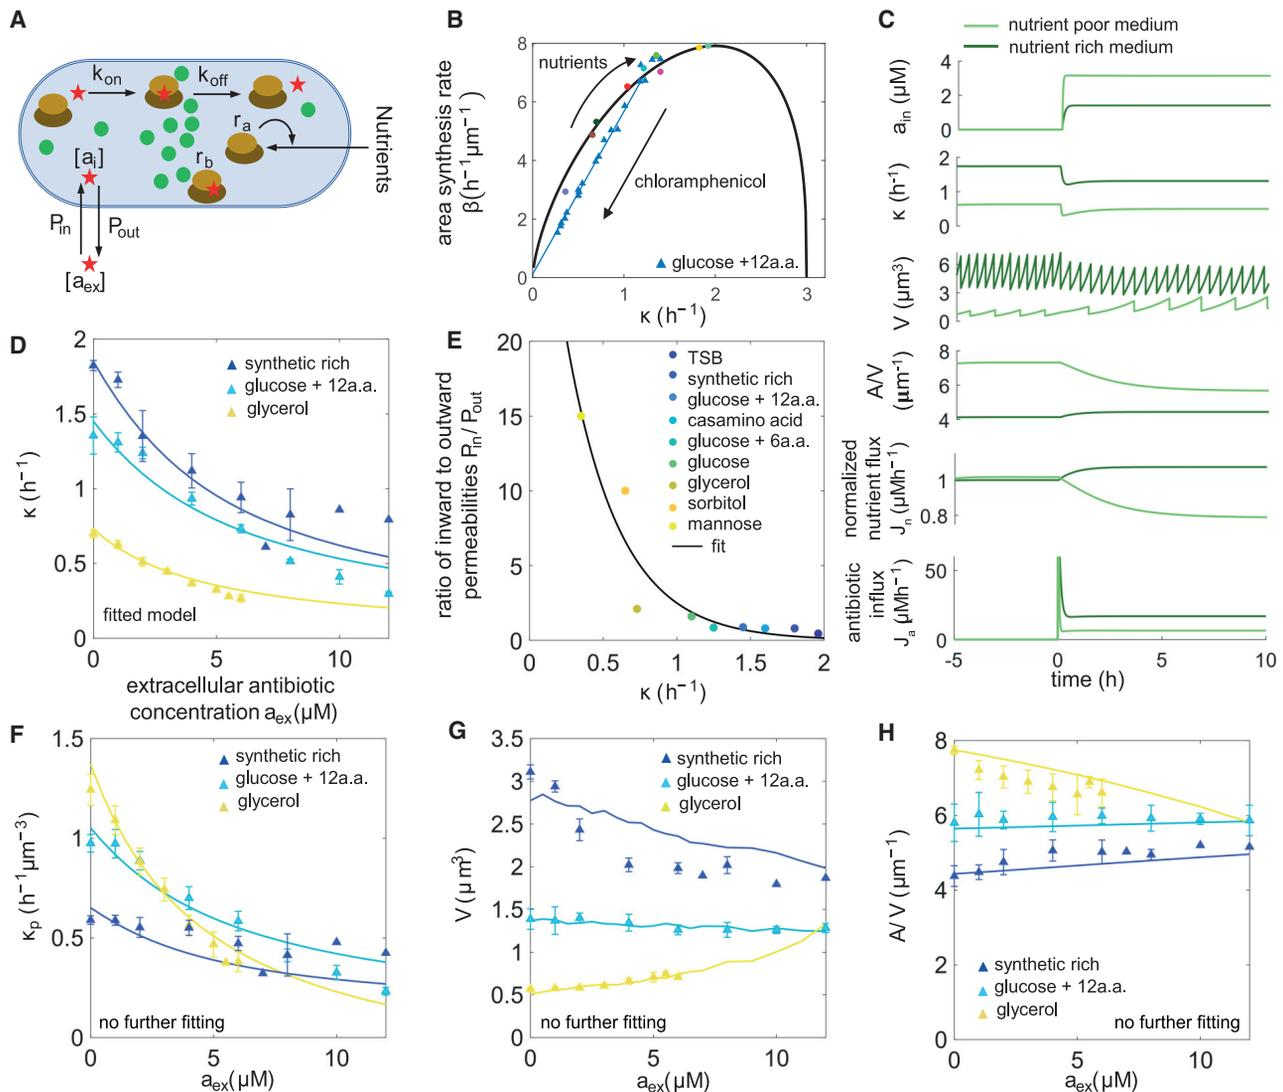 A
k_on
k_off
r_a
r_b
[a_i]
P_in
P_out
[a_ex]
Nutrients
B
area synthesis rate
β(h⁻¹μm⁻¹)
8
6
4
2
0
nutrients
chloramphenicol
glucose +12a.a.
0
1
2
3
κ (h⁻¹)
C
nutrient poor medium
nutrient rich medium
a_in (μM)
4
2
0
κ (h⁻¹)
2
1
0
V (μm³)
6
3
0
A/V
(μm⁻¹)
8
6
4
normalized
nutrient flux
J_n (μMh⁻¹)
1
0.8
antibiotic
influx
J_a (μMh⁻¹)
50
0
-5
0
5
10
time (h)
D
κ (h⁻¹)
2
1.5
1
0.5
0
synthetic rich
glucose + 12a.a.
glycerol
fitted model
0
5
10
extracellular antibiotic
concentration a_ex(μM)
E
ratio of inward to outward
permeabilities P_in/ P_out
20
15
10
5
0
TSB
synthetic rich
glucose + 12a.a.
casamino acid
glucose + 6a.a.
glucose
glycerol
sorbitol
mannose
fit
0
0.5
1
1.5
2
κ (h⁻¹)
F
κ_p (h⁻¹μm⁻³)
1.5
1
0.5
0
synthetic rich
glucose + 12a.a.
glycerol
no further fitting
0
5
10
a_ex(μM)
G
V (μm³)
3.5
3
2.5
2
1.5
1
0.5
0
synthetic rich
glucose + 12a.a.
glycerol
no further fitting
0
5
10
a_ex(μM)
H
A/V (μm⁻¹)
8
6
4
2
0
synthetic rich
glucose + 12a.a.
glycerol
no further fitting
0
5
10
a_ex(μM)